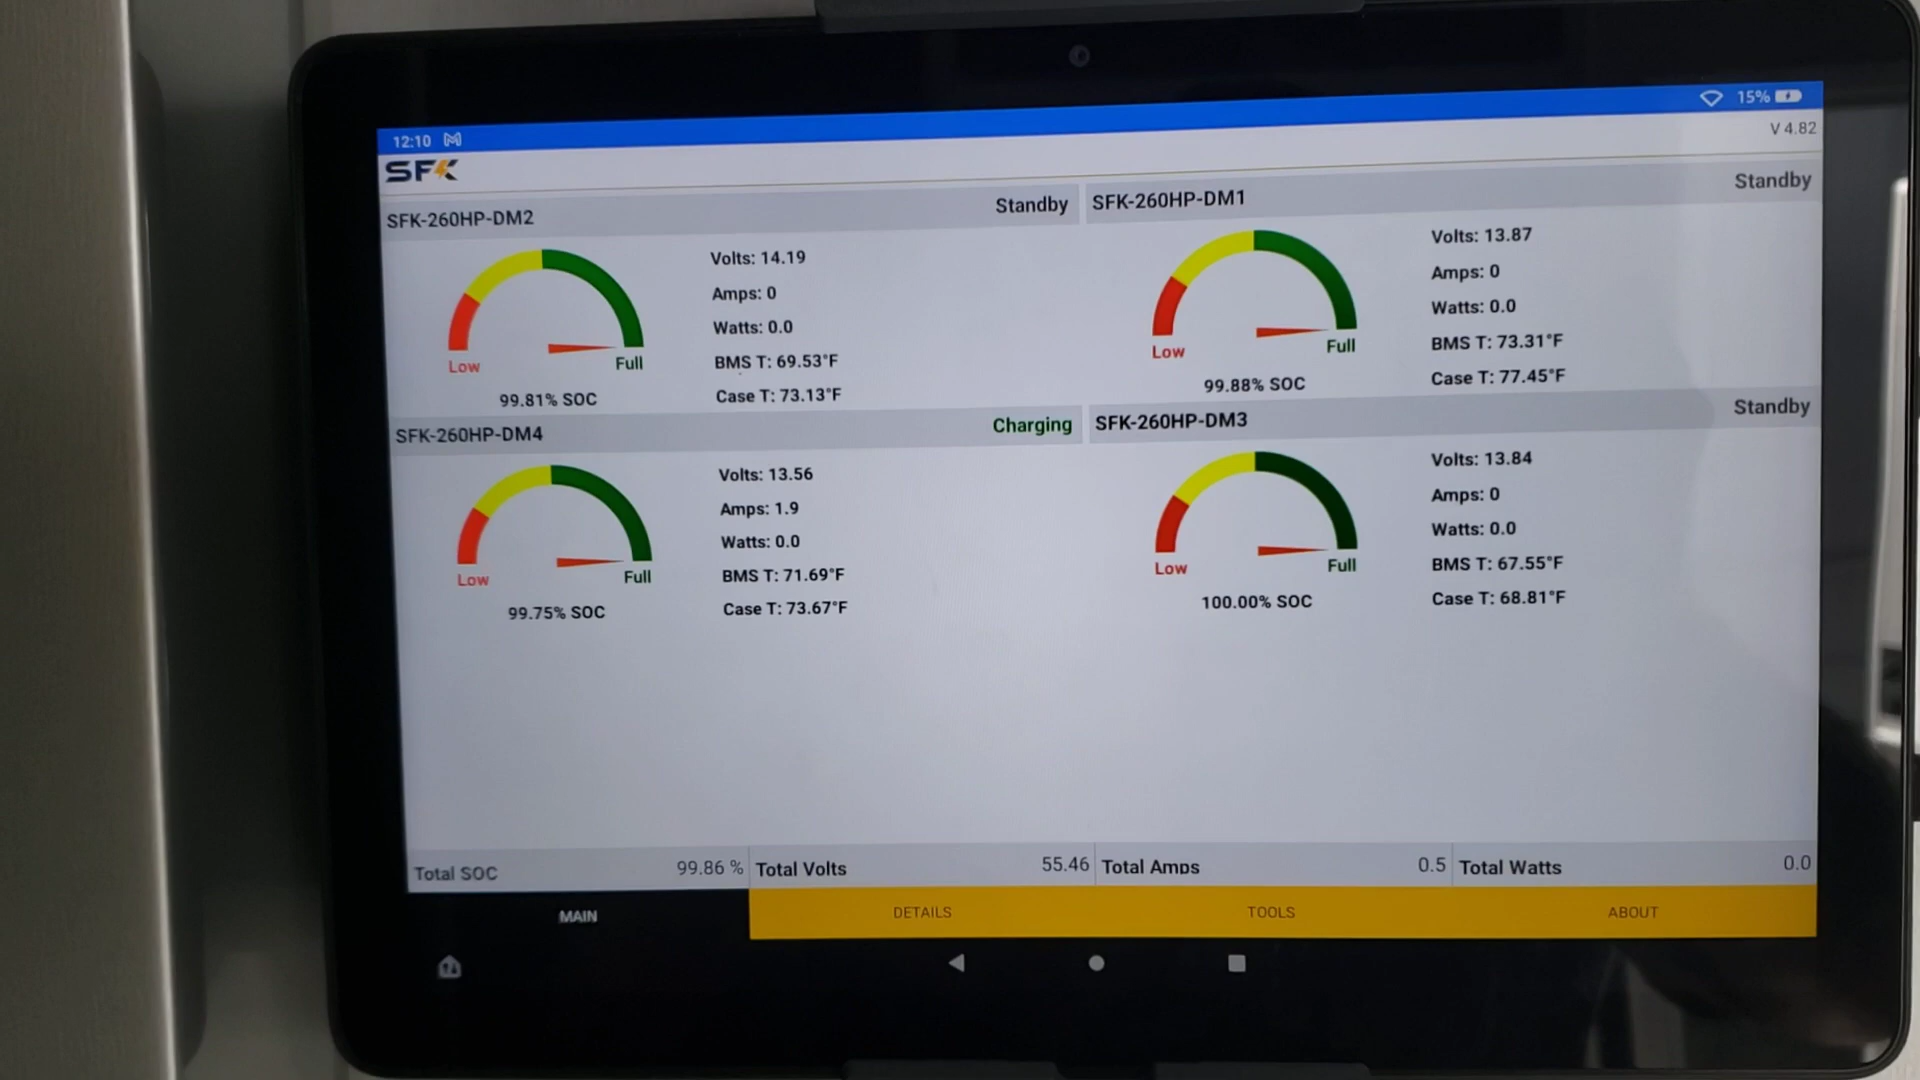 12:10
15%
SFK
V 4.82
SFK-260HP-DM2 Standby
Volts: 14.19
Amps: 0
Watts: 0.0
BMS T: 69.53°F
Case T: 73.13°F
Low Full
99.81% SOC
SFK-260HP-DM1 Standby
Volts: 13.87
Amps: 0
Watts: 0.0
BMS T: 73.31°F
Case T: 77.45°F
Low Full
99.88% SOC
SFK-260HP-DM4 Charging
Volts: 13.56
Amps: 1.9
Watts: 0.0
BMS T: 71.69°F
Case T: 73.67°F
Low Full
99.75% SOC
SFK-260HP-DM3 Standby
Volts: 13.84
Amps: 0
Watts: 0.0
BMS T: 67.55°F
Case T: 68.81°F
Low Full
100.00% SOC
Total SOC 99.86 % Total Volts 55.46 Total Amps 0.5 Total Watts 0.0
MAIN DETAILS TOOLS ABOUT